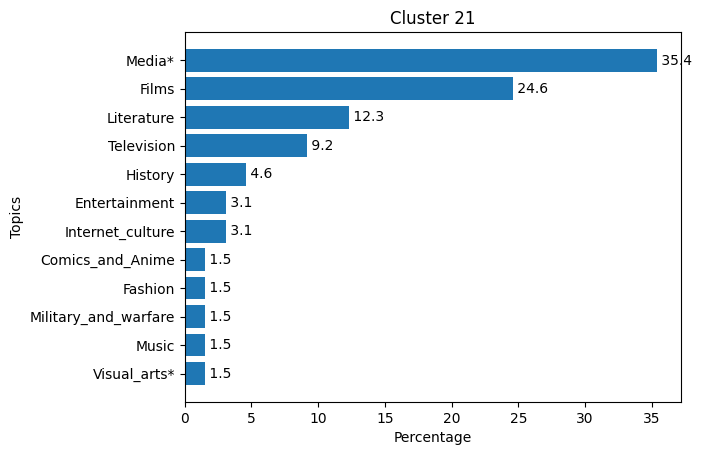 Cluster 21
Topics
Media* 35.4
Films 24.6
Literature 12.3
Television 9.2
History 4.6
Entertainment 3.1
Internet_culture 3.1
Comics_and_Anime 1.5
Fashion 1.5
Military_and_warfare 1.5
Music 1.5
Visual_arts* 1.5
0 5 10 15 20 25 30 35
Percentage